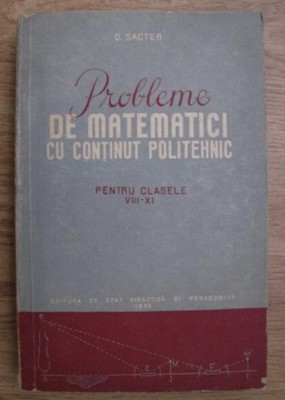 O. SACTER
Probleme
DE MATEMATICI
CU CONȚINUT POLITEHNIC
PENTRU CLASELE
VIII-XI
EDITURA DE STAT DIDACTICĂ ȘI PEDAGOGICĂ